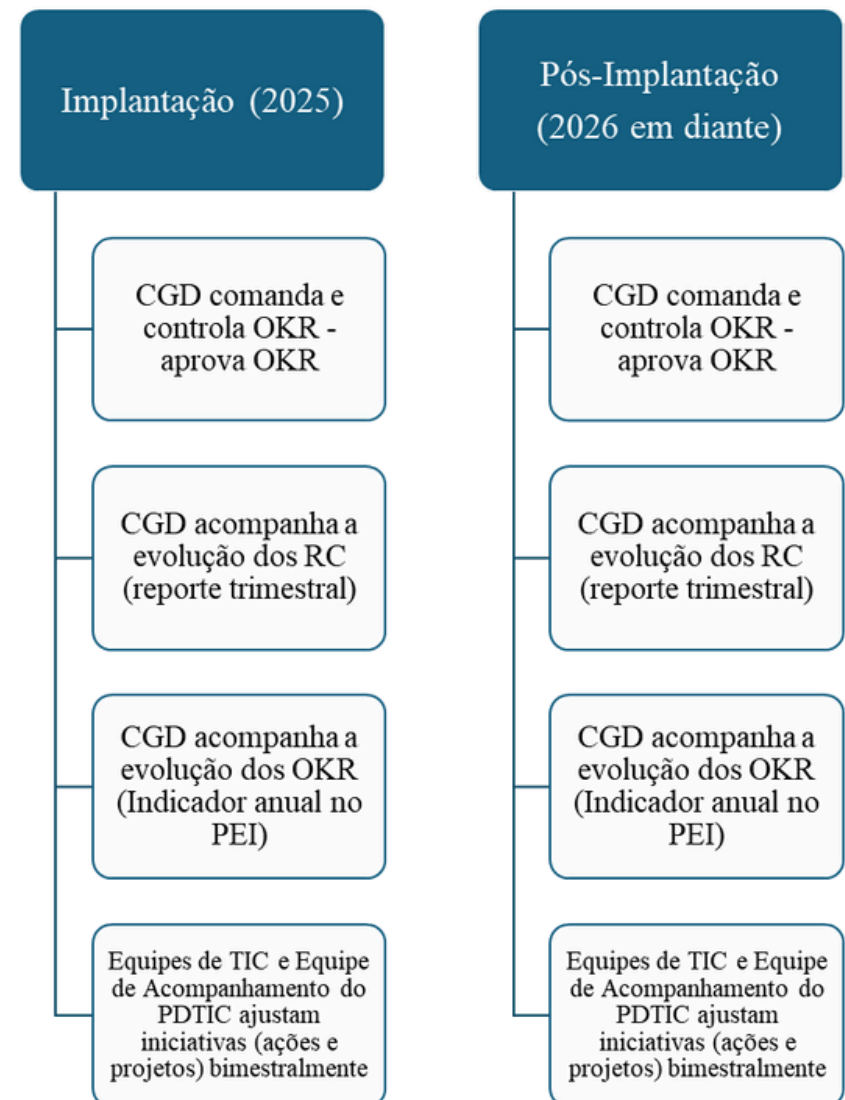 Implantação (2025)
CGD comanda e
controla OKR -
aprova OKR
CGD acompanha a
evolução dos RC
(reporte trimestral)
CGD acompanha a
evolução dos OKR
(Indicador anual no
PEI)
Equipes de TIC e Equipe
de Acompanhamento do
PDTIC ajustam
iniciativas (ações e
projetos) bimestralmente
Pós-Implantação
(2026 em diante)
CGD comanda e
controla OKR -
aprova OKR
CGD acompanha a
evolução dos RC
(reporte trimestral)
CGD acompanha a
evolução dos OKR
(Indicador anual no
PEI)
Equipes de TIC e Equipe
de Acompanhamento do
PDTIC ajustam
iniciativas (ações e
projetos) bimestralmente